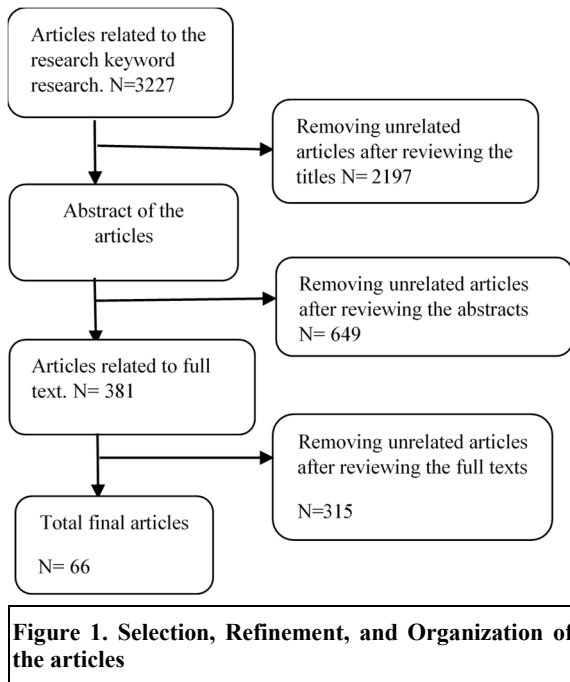 Articles related to the
research keyword
research. N=3227
Removing unrelated
articles after reviewing the
titles N= 2197
Abstract of the
articles
Removing unrelated articles
after reviewing the abstracts
N= 649
Articles related to full
text. N= 381
Removing unrelated articles
after reviewing the full texts
N=315
Total final articles
N= 66
Figure 1. Selection, Refinement, and Organization of
the articles